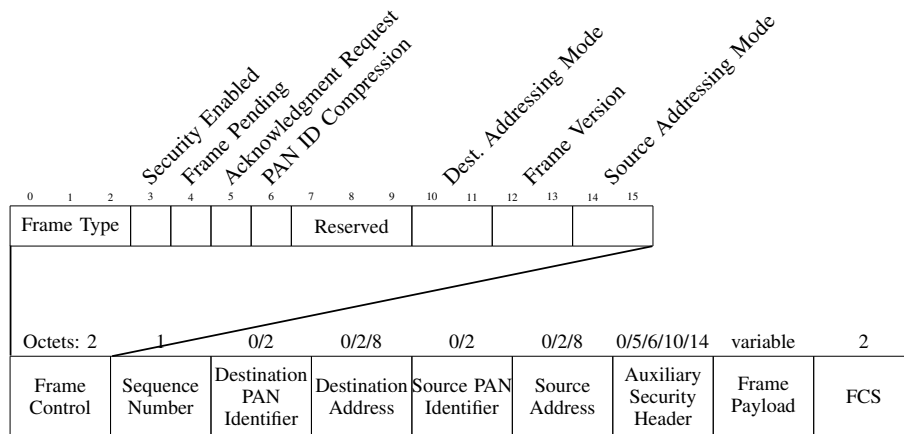 Security Enabled
Frame Pending
Acknowledgment Request
PAN ID Compression
Dest. Addressing Mode
Frame Version
Source Addressing Mode
0 1 2 3 4 5 6 7 8 9 10 11 12 13 14 15
Frame Type Reserved
Octets: 2 1 0/2 0/2/8 0/2 0/2/8 0/5/6/10/14 variable 2
Frame
Control
Sequence
Number
Destination
PAN
Identifier
Destination
Address
Source PAN
Identifier
Source
Address
Auxiliary
Security
Header
Frame
Payload
FCS